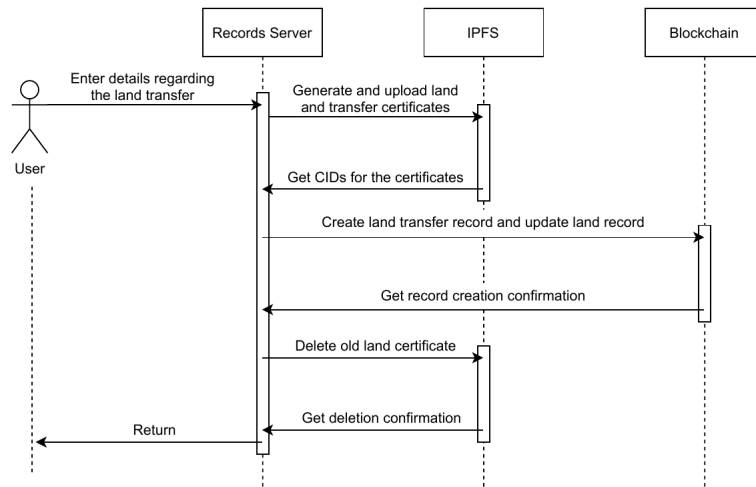 Records Server
IPFS
Blockchain
Enter details regarding
the land transfer
Generate and upload land
and transfer certificates
User
Get CIDs for the certificates
Create land transfer record and update land record
Get record creation confirmation
Delete old land certificate
Get deletion confirmation
Return